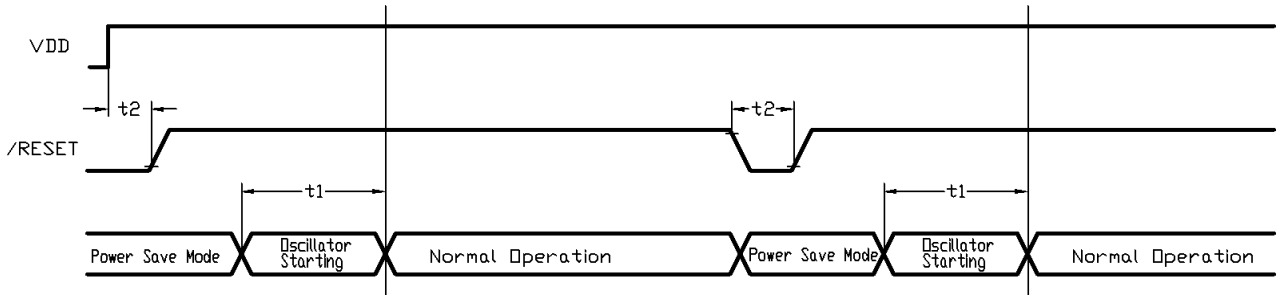 VDD
t2
t2
/RESET
t1
t1
Power Save Mode
Oscillator
Starting
Normal Operation
Power Save Mode
Oscillator
Starting
Normal Operation